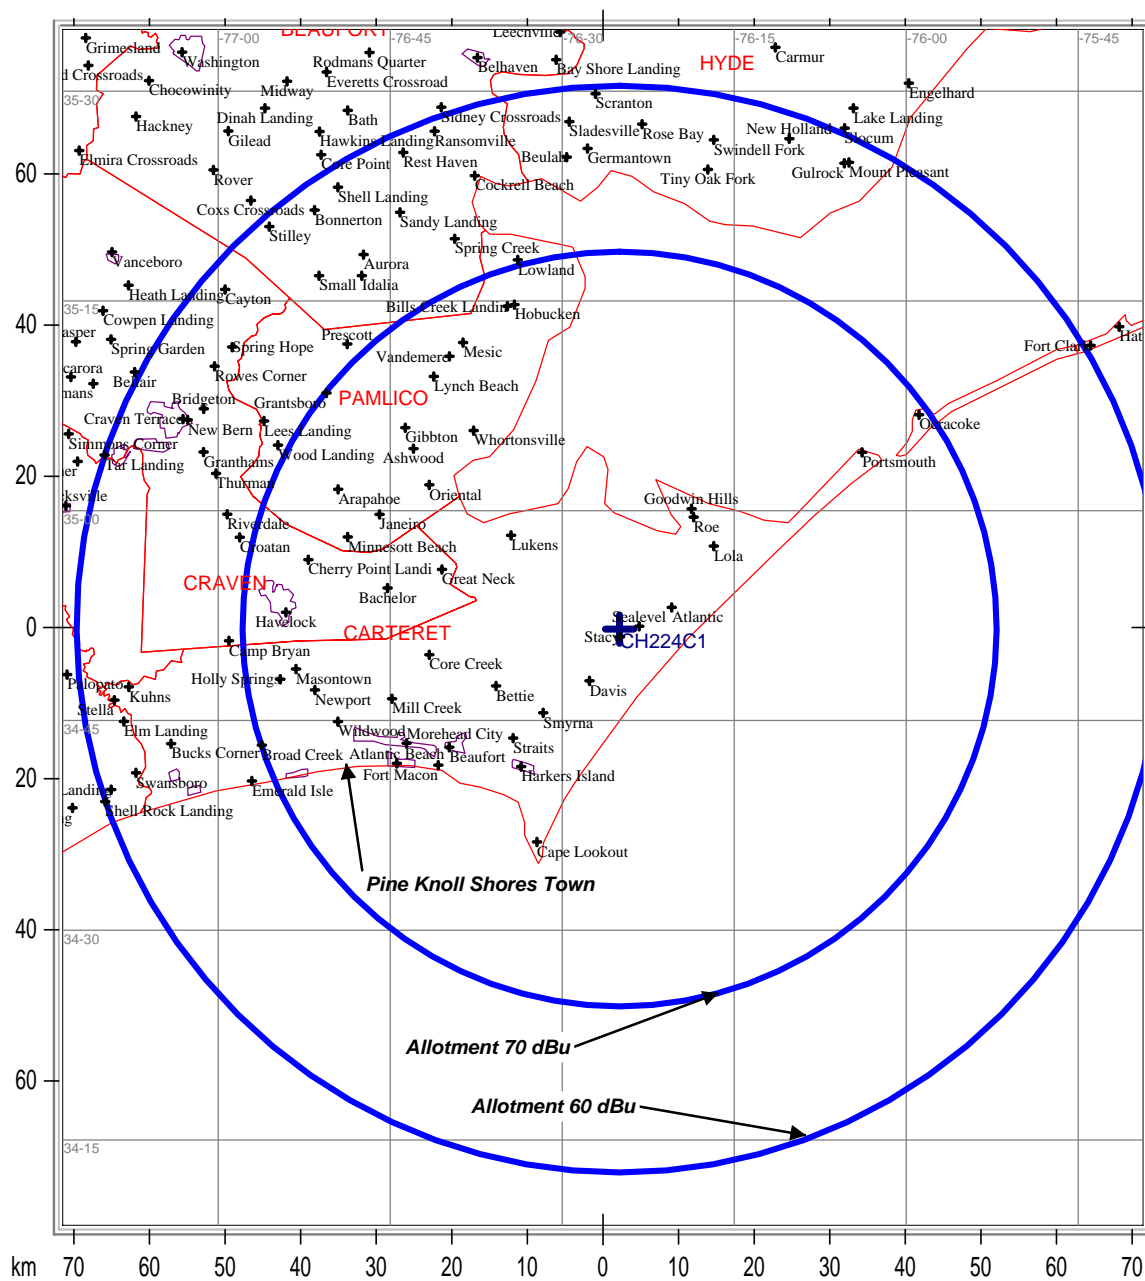 BEAUFORT
Leechville
-77-00
-76-45
-76-30
-76-15
-76-00
-75-45
Grimesland
Washington
Rodmans Quarter
Belhaven
Bay Shore Landing
HYDE
Carmur
d Crossroads
Chocowinity
Midway
Everetts Crossroad
Engelhard
35-30
Scranton
Hackney
Dinah Landing
Bath
Sidney Crossroads
Sladesville
Rose Bay
New Holland
Lake Landing
Gilead
Hawkins Landing
Ransomville
Swindell Fork
Slocum
Elmira Crossroads
Core Point
Rest Haven
Beulah
Germantown
60
Rover
Cockrell Beach
Tiny Oak Fork
Gulrock
Mount Pleasant
Shell Landing
Coxs Crossroads
Bonnerton
Sandy Landing
Stilley
Spring Creek
Vanceboro
Aurora
Lowland
Heath Landing
Cayton
Small
Idalia
35-15
Cowpen Landing
Bills Creek Landin
Hobucken
40
asper
Spring Garden
Spring Hope
Prescott
Vandemere
Mesic
Fort Clark
Hat
carora
Bellair
Rowes Corner
Lynch Beach
mans
Bridgeton
Grantsboro
PAMLICO
Craven Terrace
New Bern
Lees Landing
Gibbton
Whortonsville
Ocracoke
Simmons Corner
Wood Landing
Ashwood
ner
Tar Landing
Granthams
Portsmouth
20
Thurman
cksville
Arapahoe
Oriental
Goodwin Hills
35-00
Riverdale
Janeiro
Roe
Croatan
Minnesott Beach
Lukens
Lola
Cherry Point Landi
CRAVEN
Great Neck
Bachelor
Havelock
Sealevel
Atlantic
0
CARTERET
Stacy
CH224C1
Camp Bryan
Core Creek
Palopato
Kuhns
Holly Springs
Masontown
Davis
Stella
Newport
Mill Creek
Bettie
34-45
Elm Landing
Wildwood
Morehead City
Smyrna
Bucks Corner
Broad Creek
Atlantic Beach
Beaufort
Straits
20
Swansboro
Emerald Isle
Fort Macon
Harkers Island
Landing
Shell Rock Landing
g
Cape Lookout
Pine Knoll Shores Town
40
34-30
Allotment 70 dBu
60
Allotment 60 dBu
34-15
km 70 60 50 40 30 20 10 0 10 20 30 40 50 60 70